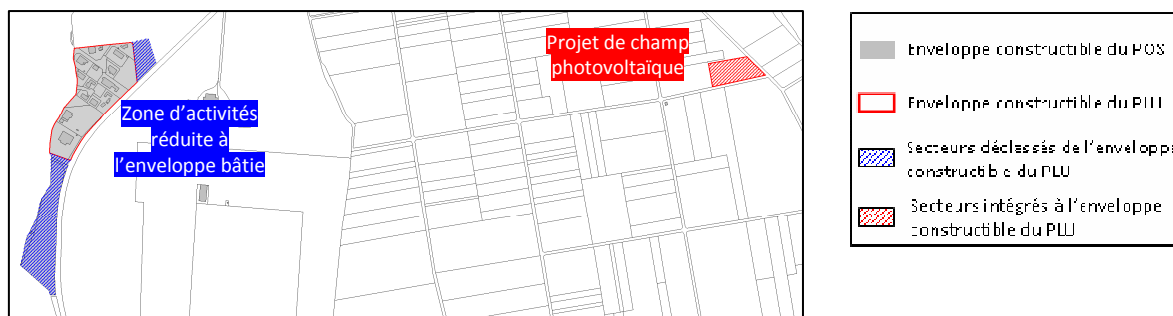 Projet de champ
photovoltaïque
Zone d'activités
réduite à
l'enveloppe bâtie
Enveloppe constructible du POS
Enveloppe constructible du PLU
Secteurs déclassés de l'enveloppe
constructible du PLU
Secteurs intégrés à l'enveloppe
constructible du PLU